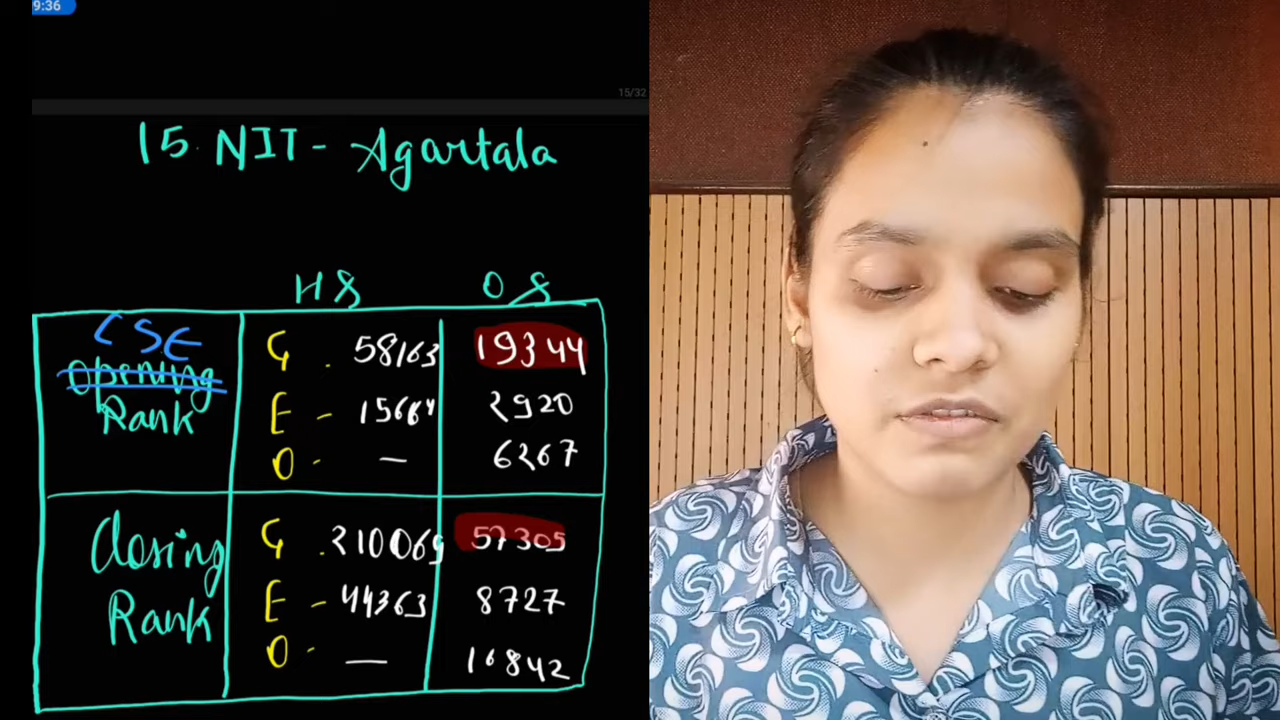 9:36
15/32
15. NIT - Agartala
HS OS
CSE
Opening
Rank
G . 58163 19344
E - 15664 2920
O - — 6267
Closing
Rank
G . 210069 57305
E - 44363 8727
O - — 16842